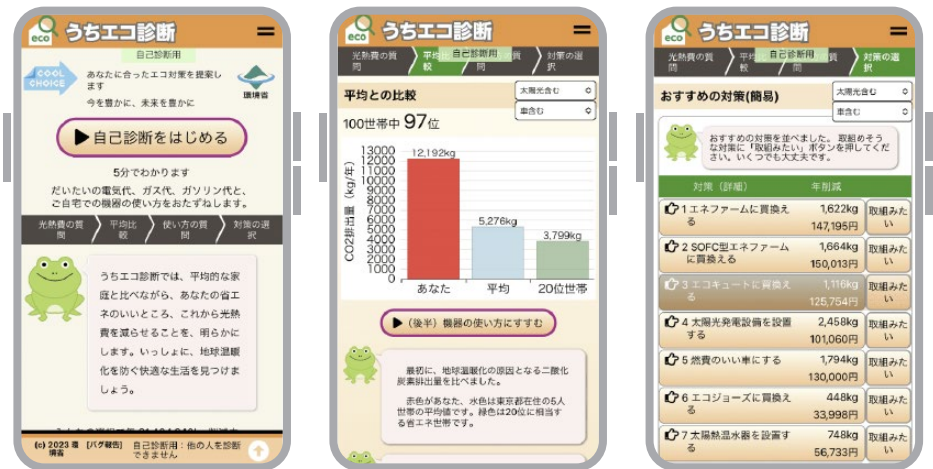 eco うちエコ診断
自己診断用
COOL CHOICE
あなたに合ったエコ対策を提案し
ます
今を豊かに、未来を豊かに
環境省
▶自己診断をはじめる
5分でわかります
だいたいの電気代、ガス代、ガソリン代と、
ご自宅での機器の使い方をおたずねします。
光熱費の質問
平均比較
使い方の質問
対策の選択
うちエコ診断では、平均的な家
庭と比べながら、あなたの省エ
ネのいいところ、これから光熱
費を減らせることを、明らかに
します。いっしょに、地球温暖
化を防ぐ快適な生活を見つけま
しょう。
(c) 2023 環境省
[バグ報告]
自己診断用：他の人を診断
できません
eco うちエコ診断
光熱費の質問
自己診断用
対策の選択
平均との比較
太陽光含む
車含む
100世帯中 97位
CO2排出量 (kg/年)
13000
12000
11000
10000
9000
8000
7000
6000
5000
4000
3000
2000
1000
0
12,192kg
5,276kg
3,799kg
あなた
平均
20位世帯
▶（後半）機器の使い方にすすむ
最初に、地球温暖化の原因となる二酸化
炭素排出量を比べました。
赤色があなた、水色は東京都在住の5人
世帯の平均値です。緑色は20位に相当す
る省エネ世帯です。
eco うちエコ診断
光熱費の質問
自己診断用
対策の選択
おすすめの対策(簡易)
太陽光含む
車含む
おすすめの対策を並べました。取組めそう
な対策に「取組みたい」ボタンを押してくだ
さい。いくつでも大丈夫です。
対策（詳細） 年削減
1 エネファームに買換える 1,622kg 147,195円 取組みたい
2 SOFC型エネファームに買換える 1,664kg 150,013円 取組みたい
3 エコキュートに買換える 1,116kg 125,754円 取組みたい
4 太陽光発電設備を設置する 2,458kg 101,060円 取組みたい
5 燃費のいい車にする 1,794kg 130,000円 取組みたい
6 エコジョーズに買換える 448kg 33,998円 取組みたい
7 太陽熱温水器を設置する 748kg 56,733円 取組みたい